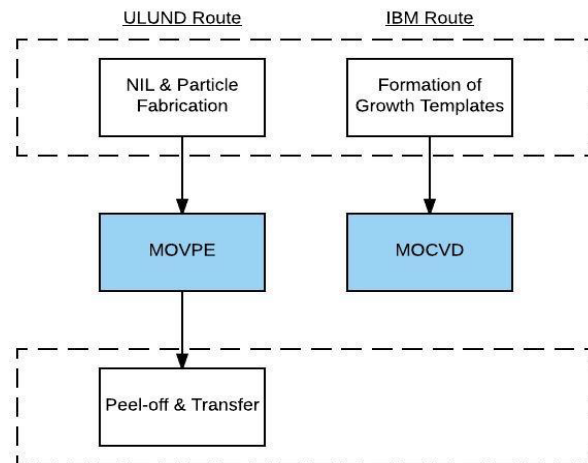 ULUND Route
IBM Route
NIL & Particle
Fabrication
Formation of
Growth Templates
MOVPE
MOCVD
Peel-off & Transfer